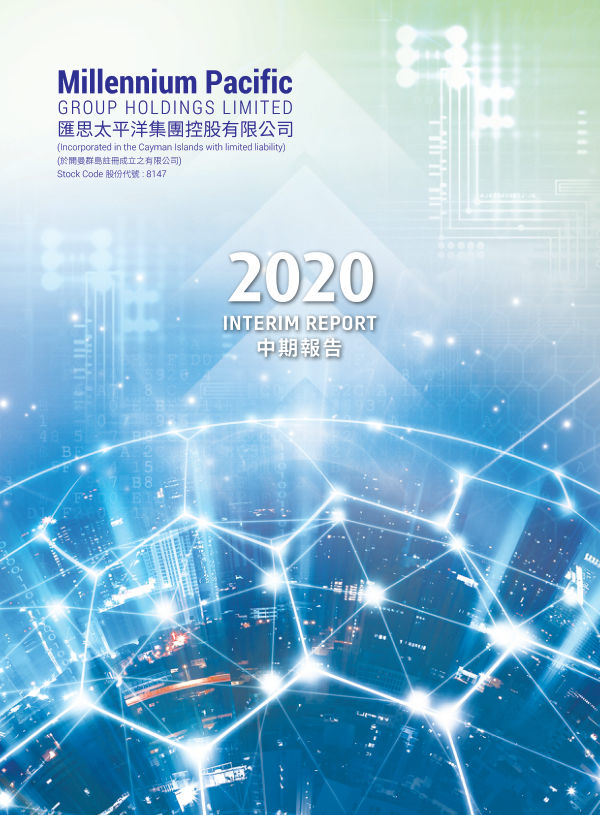 Millennium Pacific
GROUP HOLDINGS LIMITED
匯思太平洋集團控股有限公司
(Incorporated in the Cayman Islands with limited liability)
(於開曼群島註冊成立之有限公司)
Stock Code 股份代號 : 8147
2020
INTERIM REPORT
中期報告